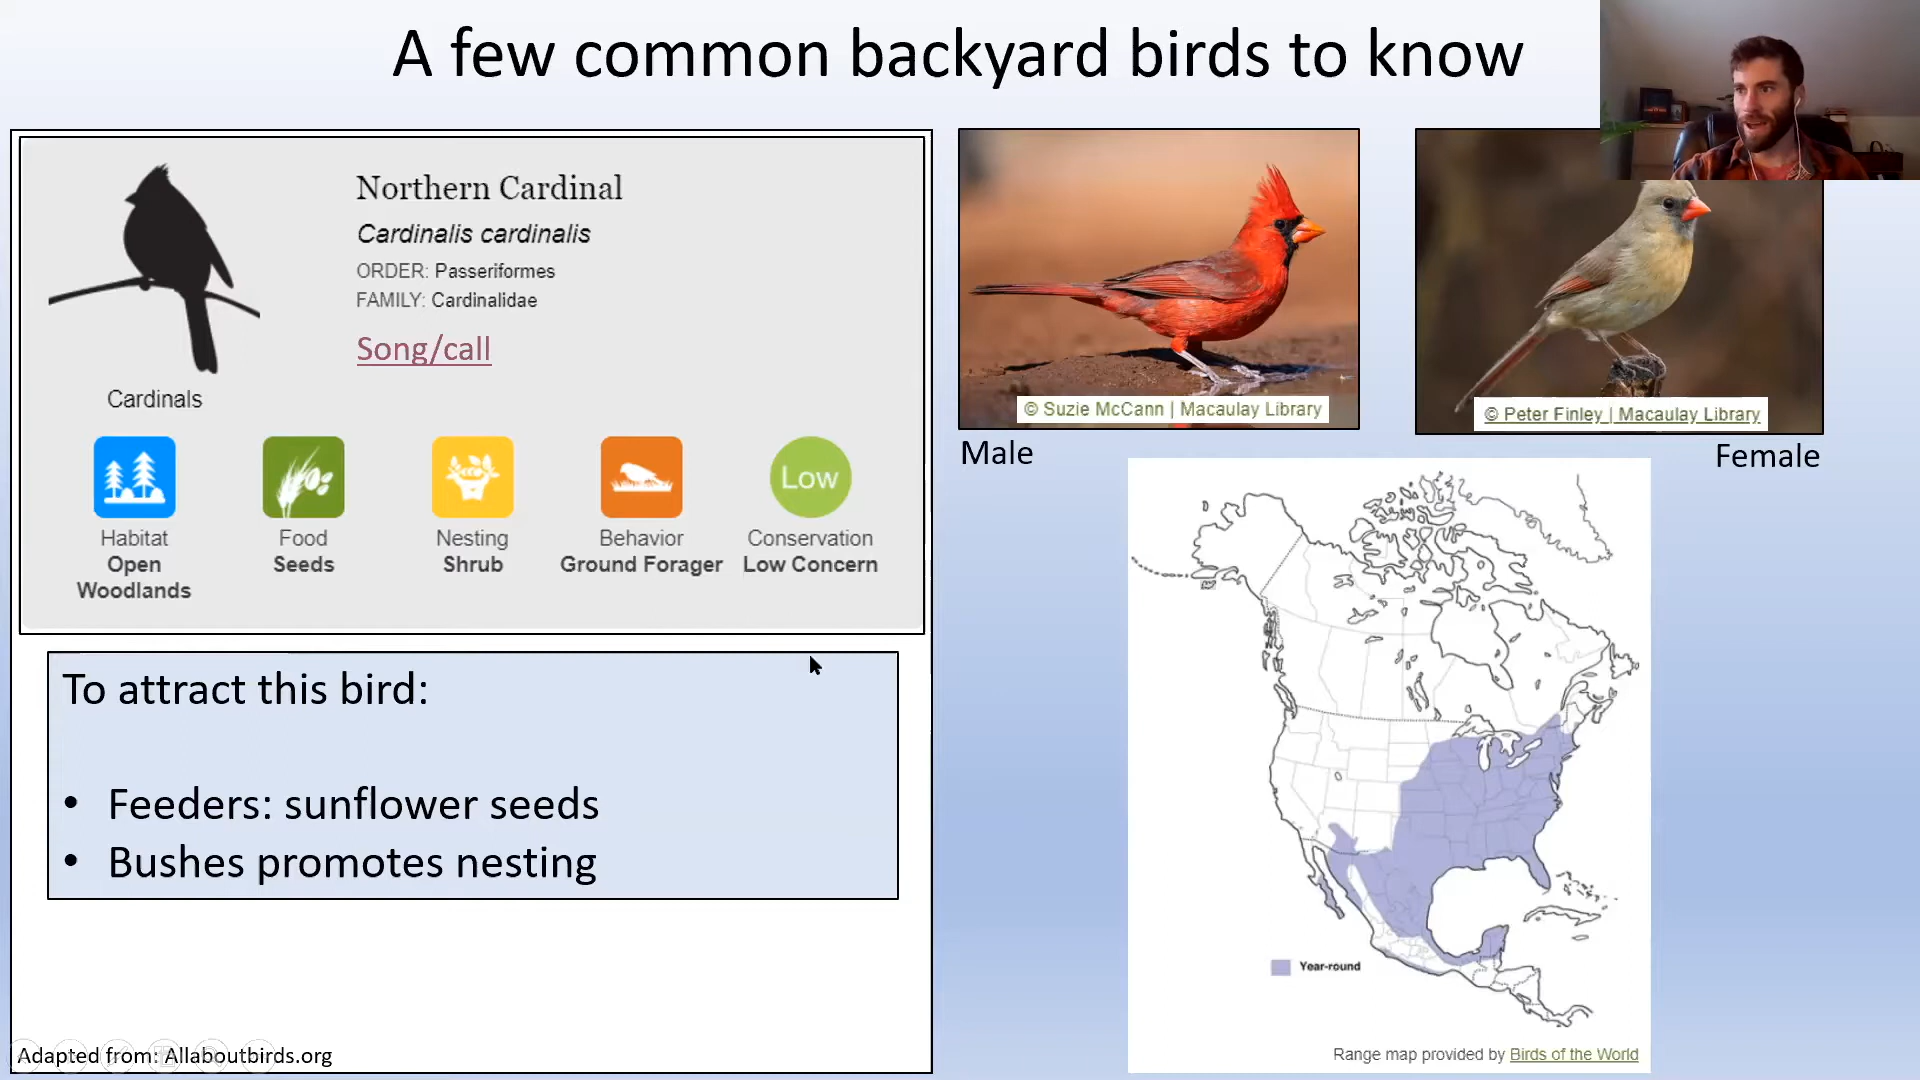 A few common backyard birds to know
Northern Cardinal
Cardinalis cardinalis
ORDER: Passeriformes
FAMILY: Cardinalidae
Song/call
Cardinals
Habitat
Open
Woodlands
Food
Seeds
Nesting
Shrub
Behavior
Ground Forager
Low
Conservation
Low Concern
To attract this bird:
• Feeders: sunflower seeds
• Bushes promotes nesting
Adapted from: Allaboutbirds.org
© Suzie McCann | Macaulay Library
Male
© Peter Finley | Macaulay Library
Female
Year-round
Range map provided by Birds of the World